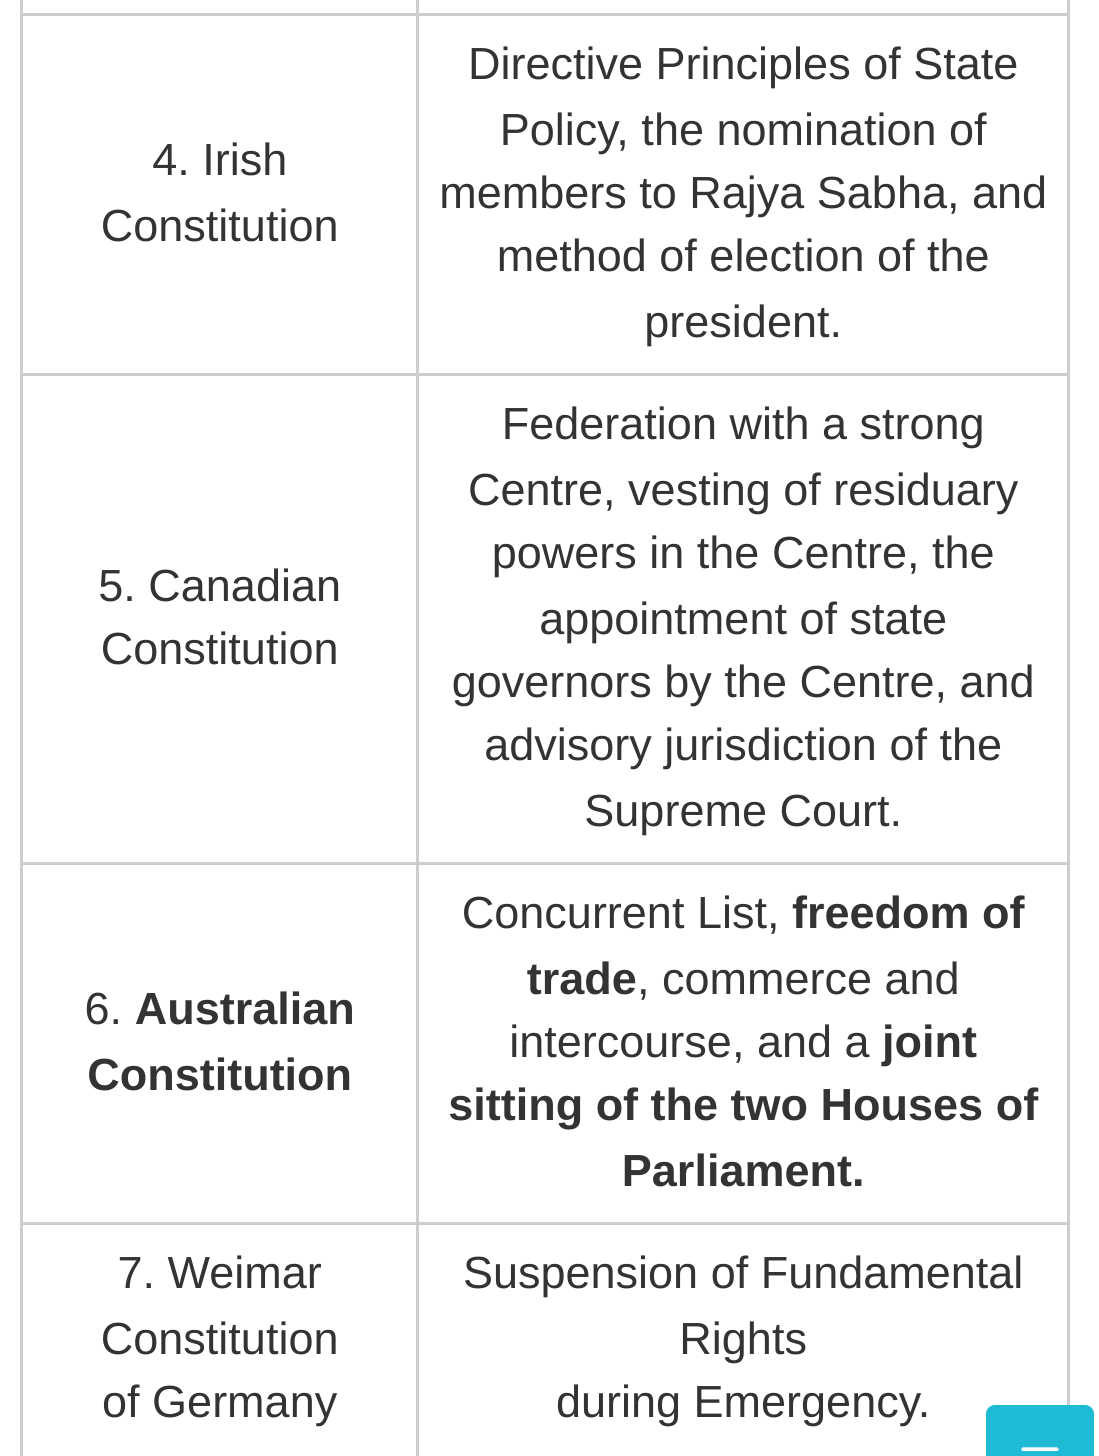 4. Irish
Constitution
Directive Principles of State
Policy, the nomination of
members to Rajya Sabha, and
method of election of the
president.
5. Canadian
Constitution
Federation with a strong
Centre, vesting of residuary
powers in the Centre, the
appointment of state
governors by the Centre, and
advisory jurisdiction of the
Supreme Court.
6. Australian
Constitution
Concurrent List, freedom of
trade, commerce and
intercourse, and a joint
sitting of the two Houses of
Parliament.
7. Weimar
Constitution
of Germany
Suspension of Fundamental
Rights
during Emergency.